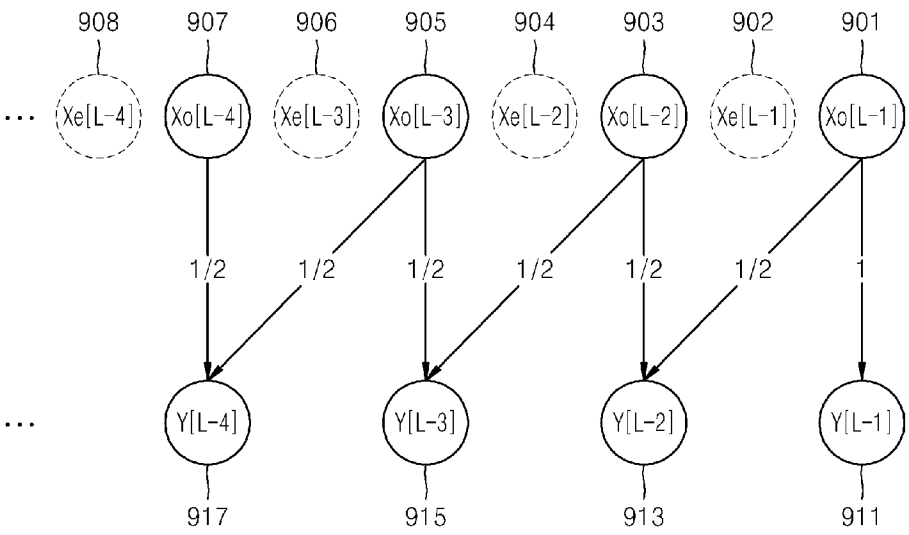 908 907 906 905 904 903 902 901
... Xe[L-4] Xo[L-4] Xe[L-3] Xo[L-3] Xe[L-2] Xo[L-2] Xe[L-1] Xo[L-1]
1/2 1/2 1/2 1/2 1/2 1/2 1
... Y[L-4] Y[L-3] Y[L-2] Y[L-1]
917 915 913 911